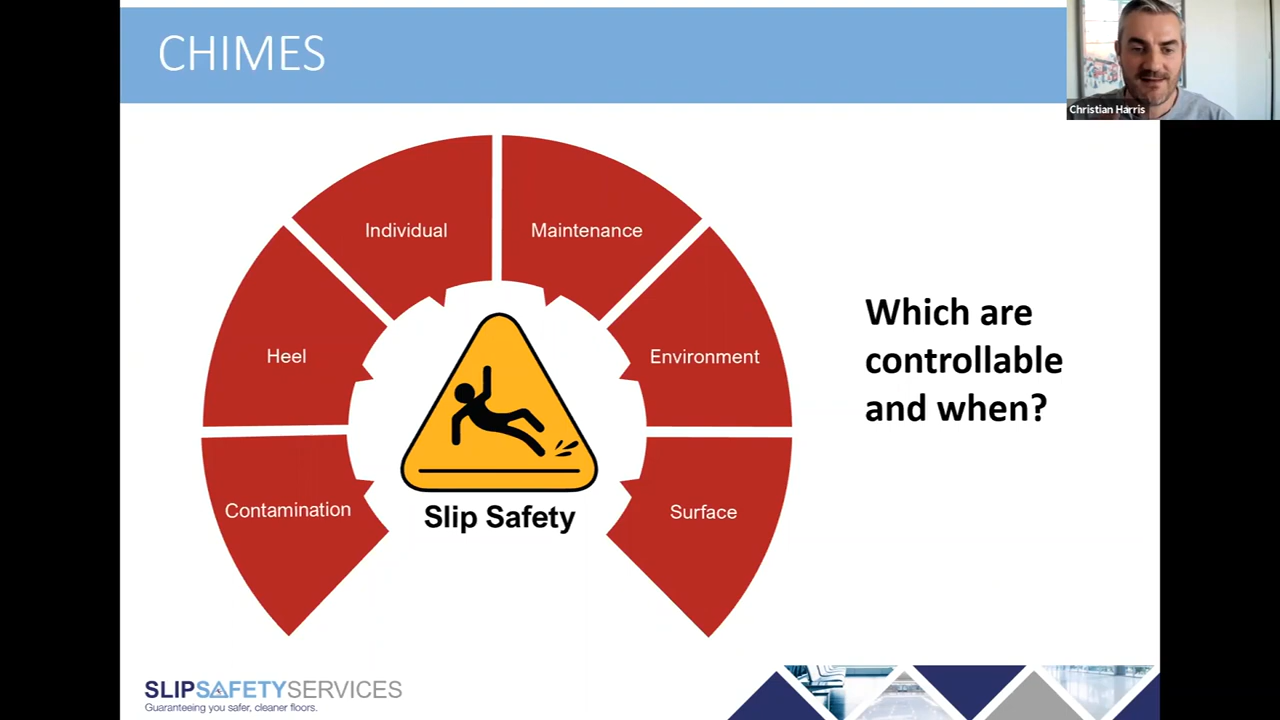 CHIMES
Christian Harris
Individual
Maintenance
Heel
Environment
Contamination
Surface
Slip Safety
Which are
controllable
and when?
SLIPSAFETYSERVICES
Guaranteeing you safer, cleaner floors.